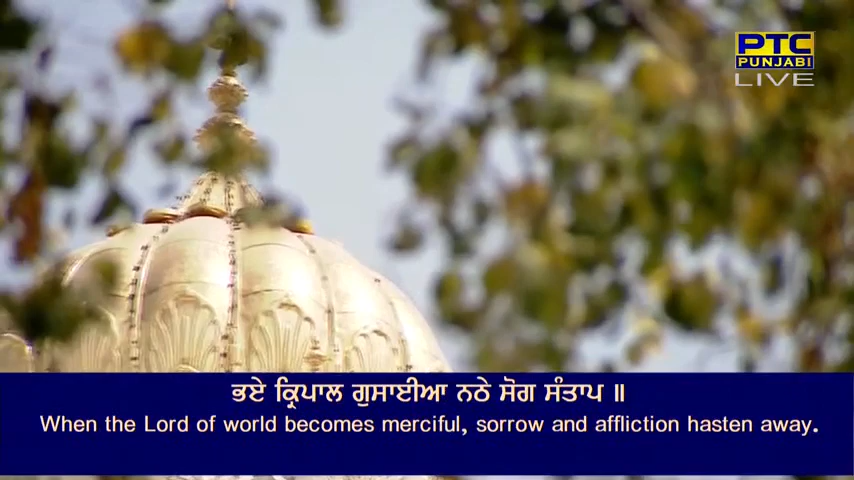 PTC
PUNJABI
LIVE
ਭਏ ਕ੍ਰਿਪਾਲ ਗੁਸਾਈਆ ਨਠੇ ਸੋਗ ਸੰਤਾਪ ॥
When the Lord of world becomes merciful, sorrow and affliction hasten away.